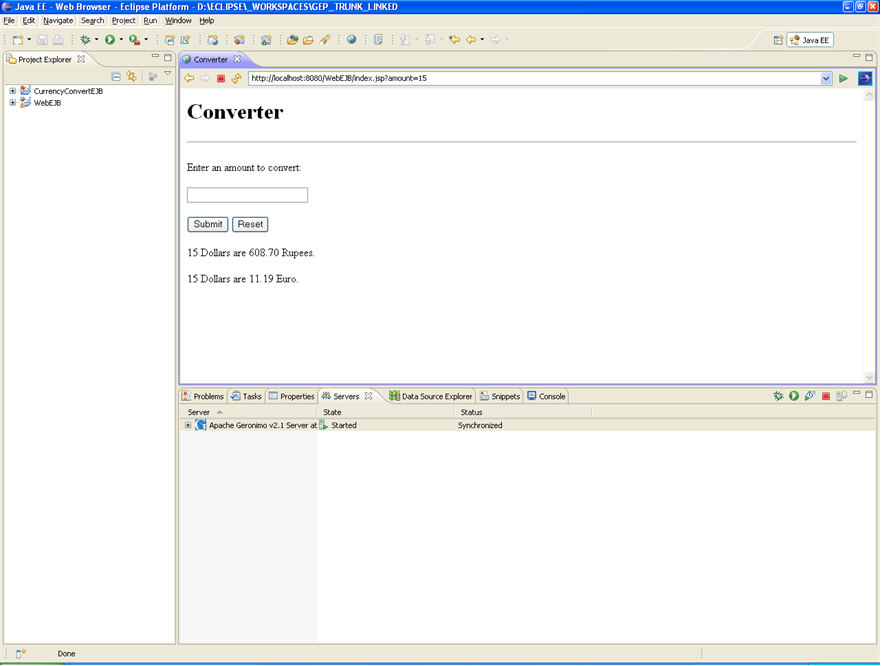 Java EE - Web Browser - Eclipse Platform - D:\ECLIPSE\_WORKSPACES\GEP_TRUNK_LINKED
File Edit Navigate Search Project Run Window Help
Java EE
Project Explorer
CurrencyConvertEJB
WebEJB
Converter
http://localhost:8080/WebEJB/index.jsp?amount=15
Converter
Enter an amount to convert:
Submit Reset
15 Dollars are 608.70 Rupees.
15 Dollars are 11.19 Euro.
Problems Tasks Properties Servers Data Source Explorer Snippets Console
Server State Status
Apache Geronimo v2.1 Server at Started Synchronized
Done